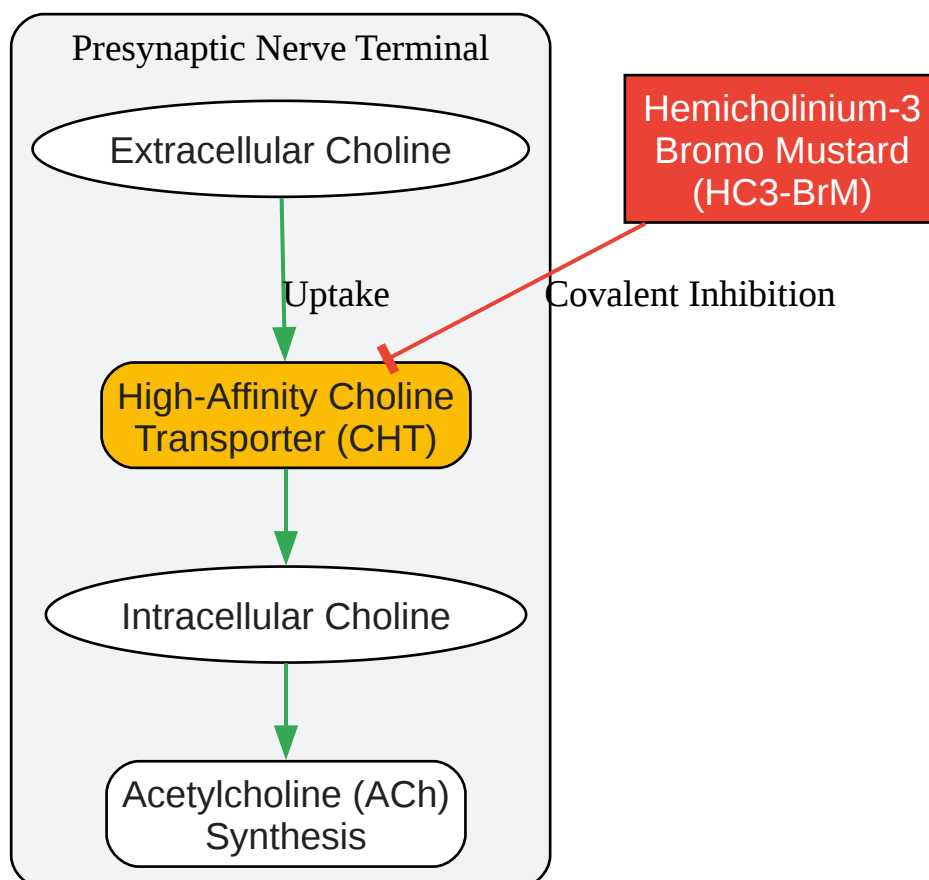 Presynaptic Nerve Terminal
Extracellular Choline
Hemicholinium-3
Bromo Mustard
(HC3-BrM)
Uptake
Covalent Inhibition
High-Affinity Choline
Transporter (CHT)
Intracellular Choline
Acetylcholine (ACh)
Synthesis